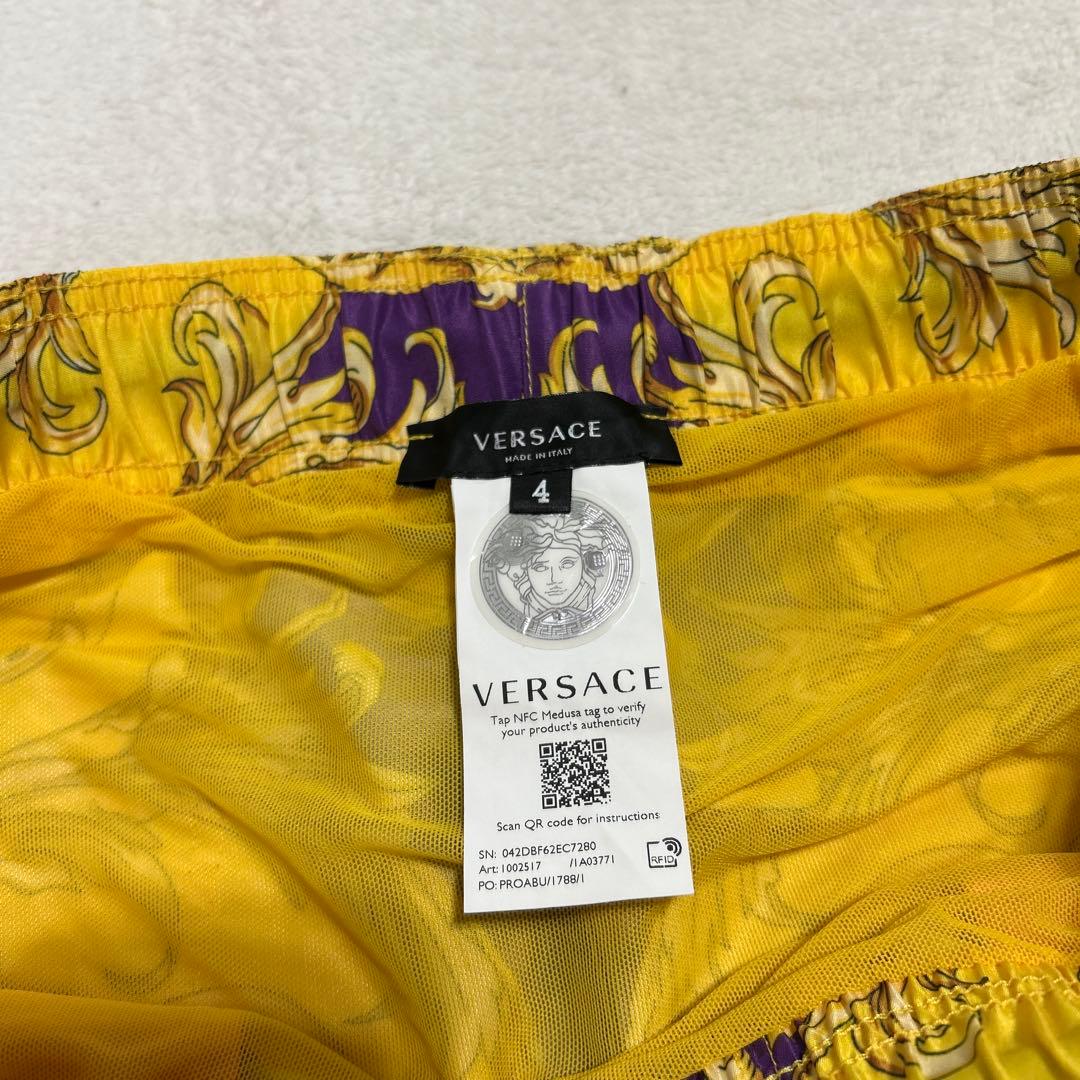 VERSACE
MADE IN ITALY
4
VERSACE
Tap NFC Medusa tag to verify
your product's authenticity
Scan QR code for instructions
SN: 042DBF62EC7280
Art: 1002517 /1A03771
PO: PROABU/1788/1
RFID